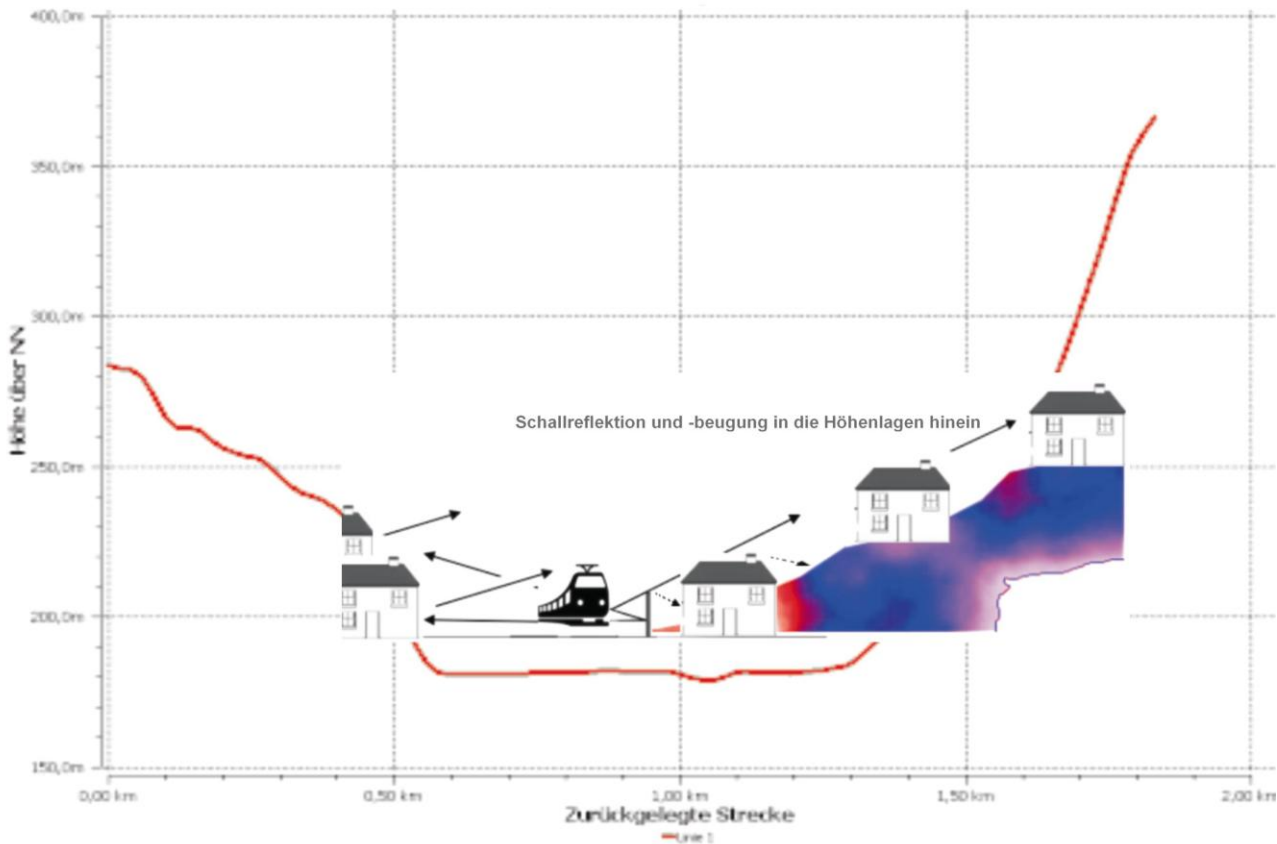 400,0m
350,0m
300,0m
250,0m
200,0m
150,0m
Höhe über NN
Schallreflektion und -beugung in die Höhenlagen hinein
0,00 km
0,50 km
1,00 km
1,50 km
2,00 km
Zurückgelegte Strecke
Linie 1